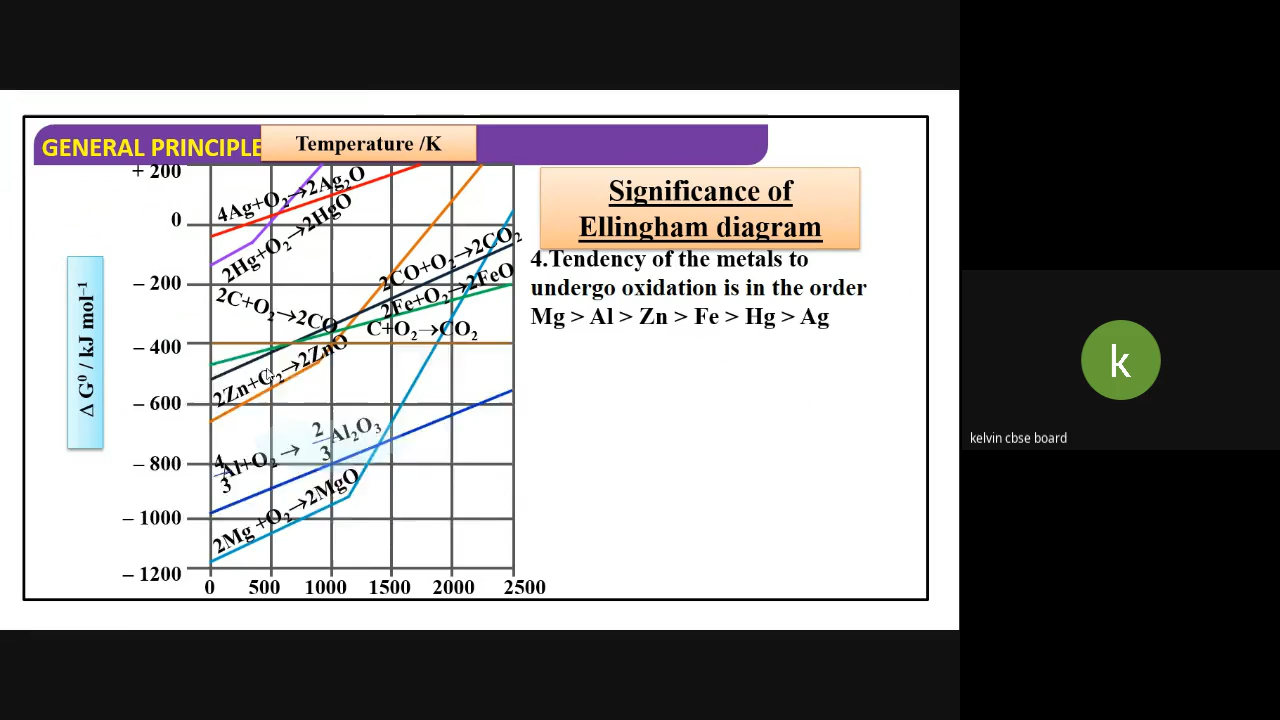 GENERAL PRINCIPLE
Temperature /K
Significance of
Ellingham diagram
4.Tendency of the metals to
undergo oxidation is in the order
Mg > Al > Zn > Fe > Hg > Ag
Δ G⁰ / kJ mol⁻¹
+ 200
0
– 200
– 400
– 600
– 800
– 1000
– 1200
4Ag+O₂→2Ag₂O
2Hg+O₂→2HgO
2C+O₂→2CO
2CO+O₂→2CO₂
2Fe+O₂→2FeO
C+O₂→CO₂
2Zn+O₂→2ZnO
4/3Al+O₂→ 2/3Al₂O₃
2Mg +O₂→2MgO
0 500 1000 1500 2000 2500
k
kelvin cbse board